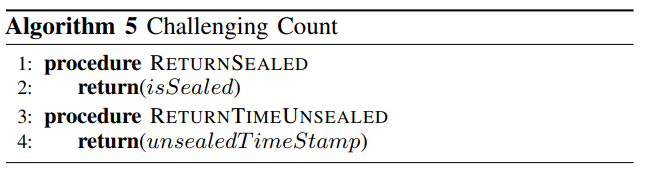 Algorithm 5 Challenging Count
1: procedure RETURNSEALED
2: return(isSealed)
3: procedure RETURNTIMEUNSEALED
4: return(unsealedTimeStamp)